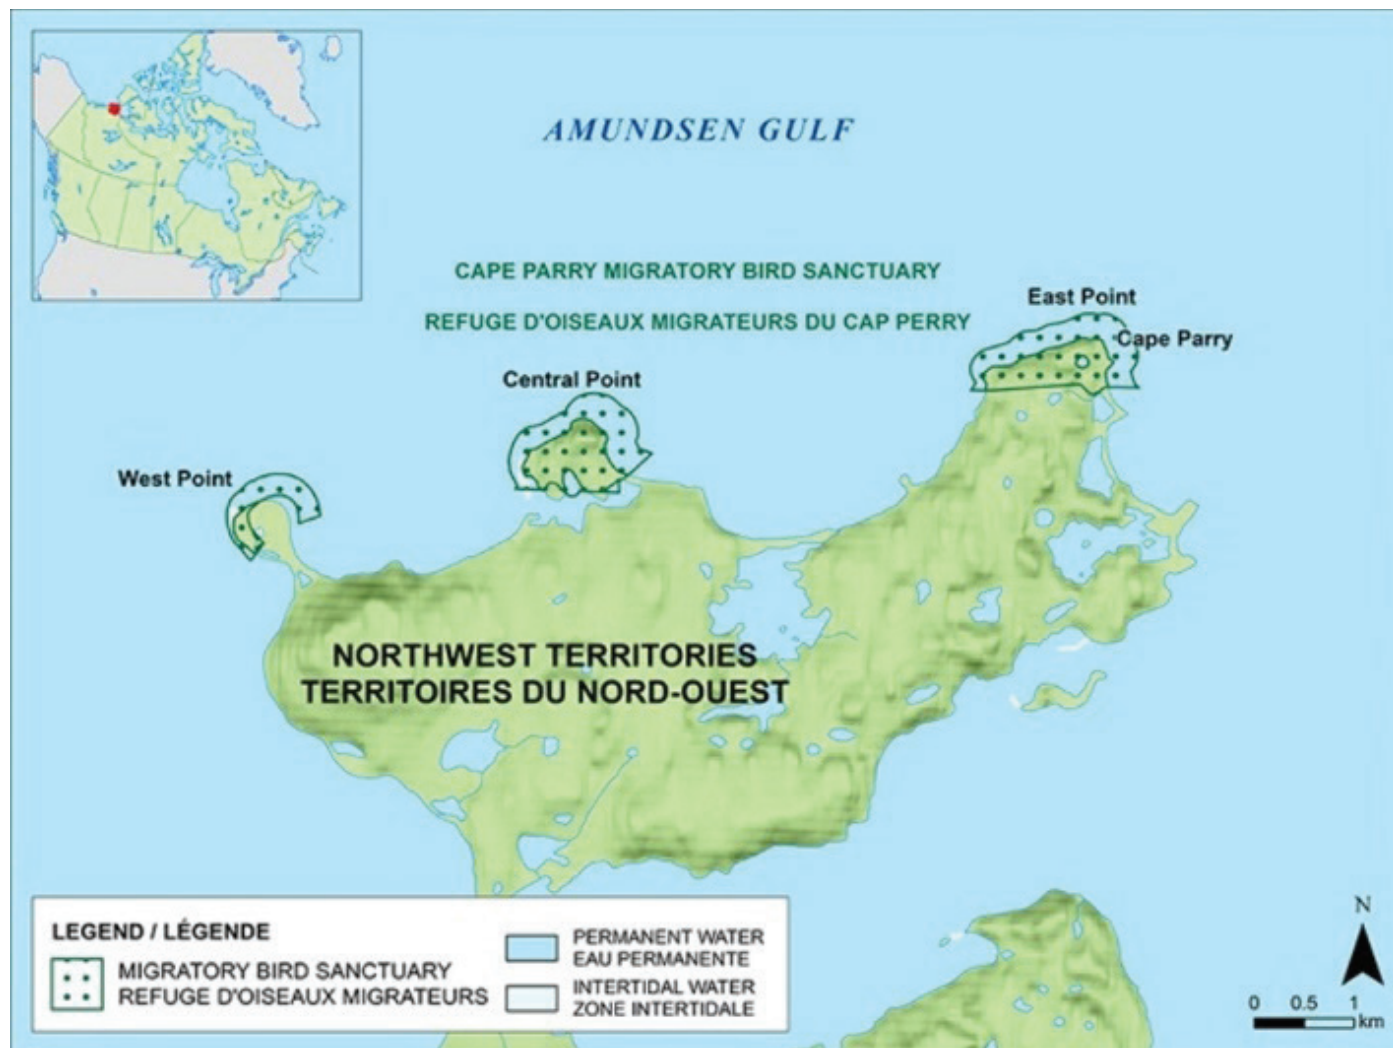 AMUNDSEN GULF
CAPE PARRY MIGRATORY BIRD SANCTUARY
REFUGE D'OISEAUX MIGRATEURS DU CAP PERRY
East Point
Cape Parry
Central Point
West Point
NORTHWEST TERRITORIES
TERRITOIRES DU NORD-OUEST
LEGEND / LÉGENDE
MIGRATORY BIRD SANCTUARY
REFUGE D'OISEAUX MIGRATEURS
PERMANENT WATER
EAU PERMANENTE
INTERTIDAL WATER
ZONE INTERTIDALE
N
0 0.5 1
km